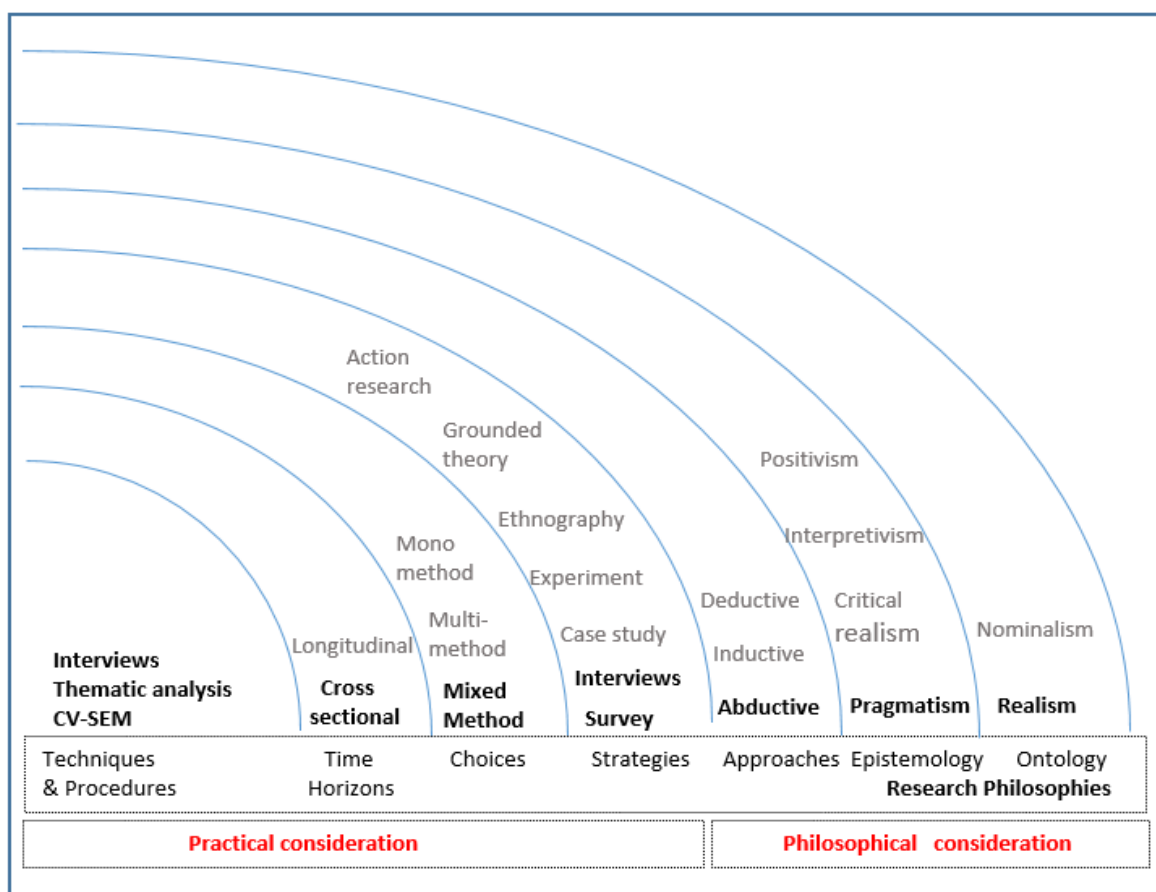 Action
research
Grounded
theory
Positivism
Ethnography
Interpretivism
Mono
method
Experiment
Deductive
Critical
realism
Multi-
method
Case study
Longitudinal
Inductive
Nominalism
Interviews
Thematic analysis
CV-SEM
Cross
sectional
Mixed
Method
Interviews
Survey
Abductive
Pragmatism
Realism
Techniques
& Procedures
Time
Horizons
Choices
Strategies
Approaches
Epistemology
Ontology
Research Philosophies
Practical consideration
Philosophical consideration